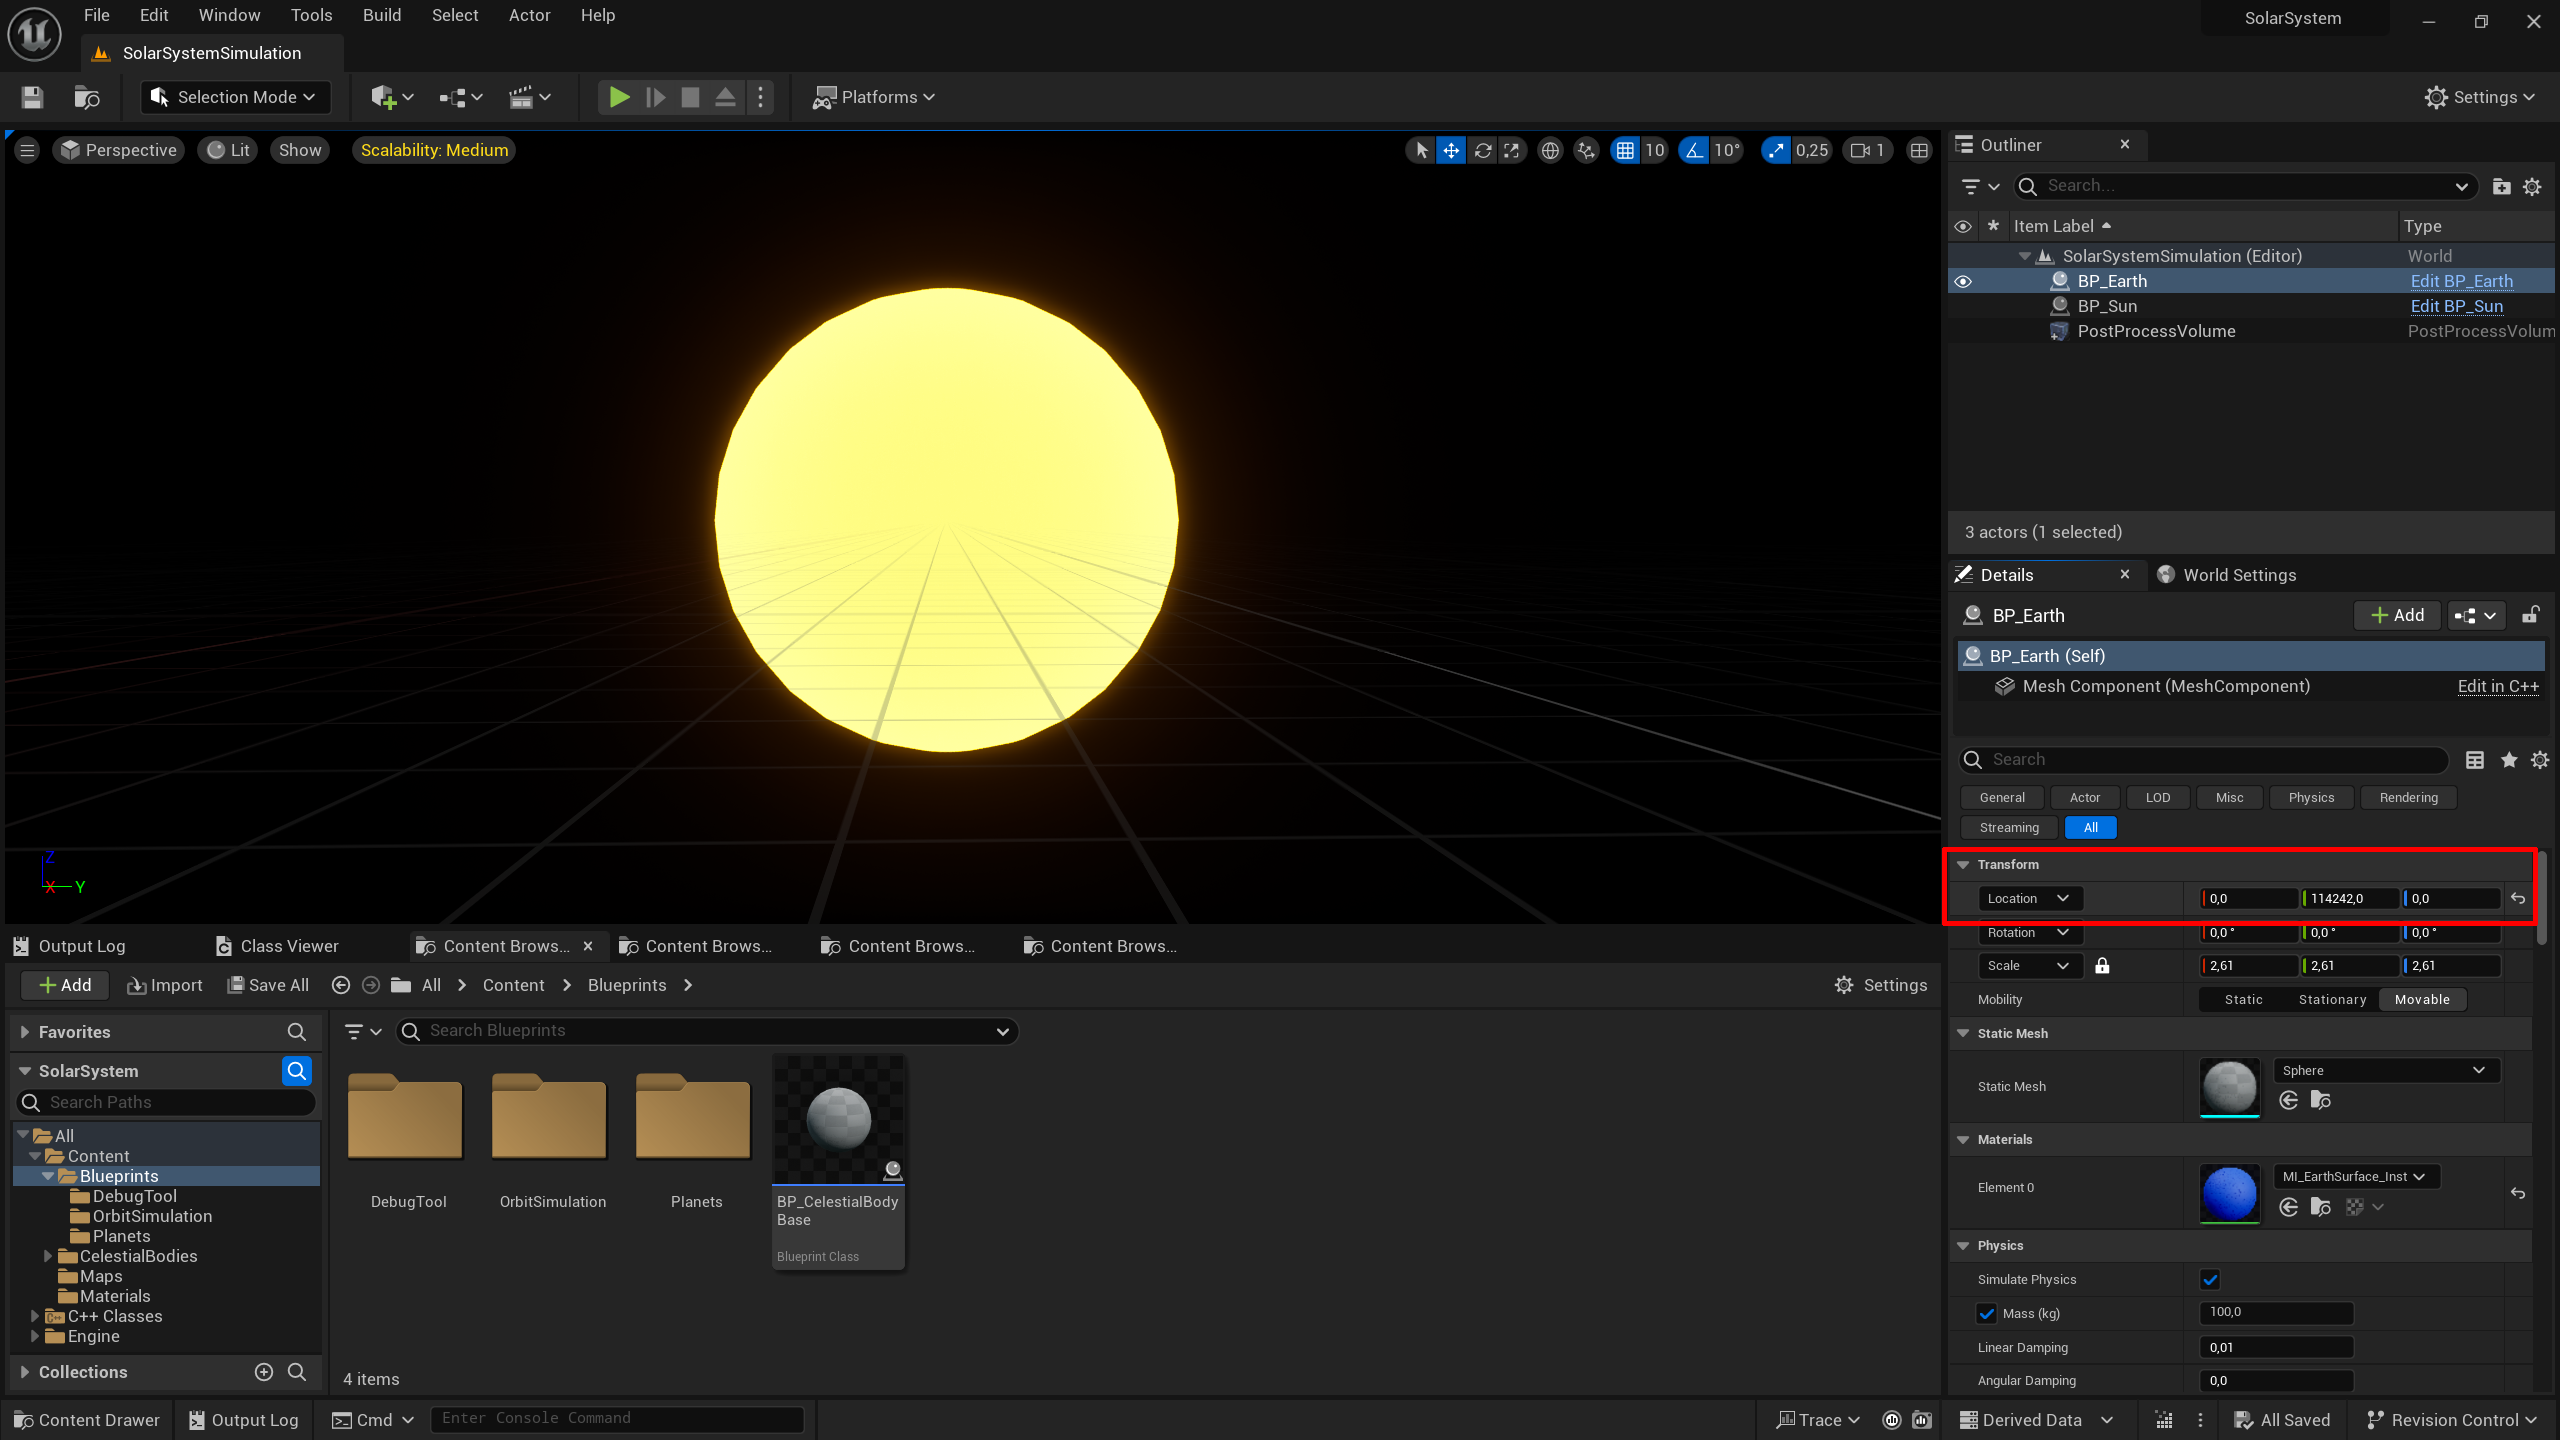 File Edit Window Tools Build Select Actor Help
SolarSystem
SolarSystemSimulation
Selection Mode
Platforms
Settings
Perspective Lit Show Scalability: Medium
10 10° 0,25 1
Outliner
Search...
Item Label Type
SolarSystemSimulation (Editor) World
BP_Earth Edit BP_Earth
BP_Sun Edit BP_Sun
PostProcessVolume PostProcessVolum
3 actors (1 selected)
Details World Settings
BP_Earth Add
BP_Earth (Self)
Mesh Component (MeshComponent) Edit in C++
Search
General Actor LOD Misc Physics Rendering
Streaming All
Transform
Location 0,0 114242,0 0,0
Rotation 0,0 ° 0,0 ° 0,0 °
Scale 2,61 2,61 2,61
Mobility Static Stationary Movable
Static Mesh
Static Mesh Sphere
Materials
Element 0 MI_EarthSurface_Inst
Physics
Simulate Physics
Mass (kg) 100,0
Linear Damping 0,01
Angular Damping 0,0
Z
X Y
Output Log Class Viewer Content Brows... Content Brows... Content Brows... Content Brows...
Add Import Save All All Content Blueprints Settings
Favorites
SolarSystem
Search Paths
All
Content
Blueprints
DebugTool
OrbitSimulation
Planets
CelestialBodies
Maps
Materials
C++ Classes
Engine
Collections
Search Blueprints
DebugTool
OrbitSimulation
Planets
BP_CelestialBody
Base
Blueprint Class
4 items
Content Drawer Output Log Cmd Enter Console Command Trace Derived Data All Saved Revision Control